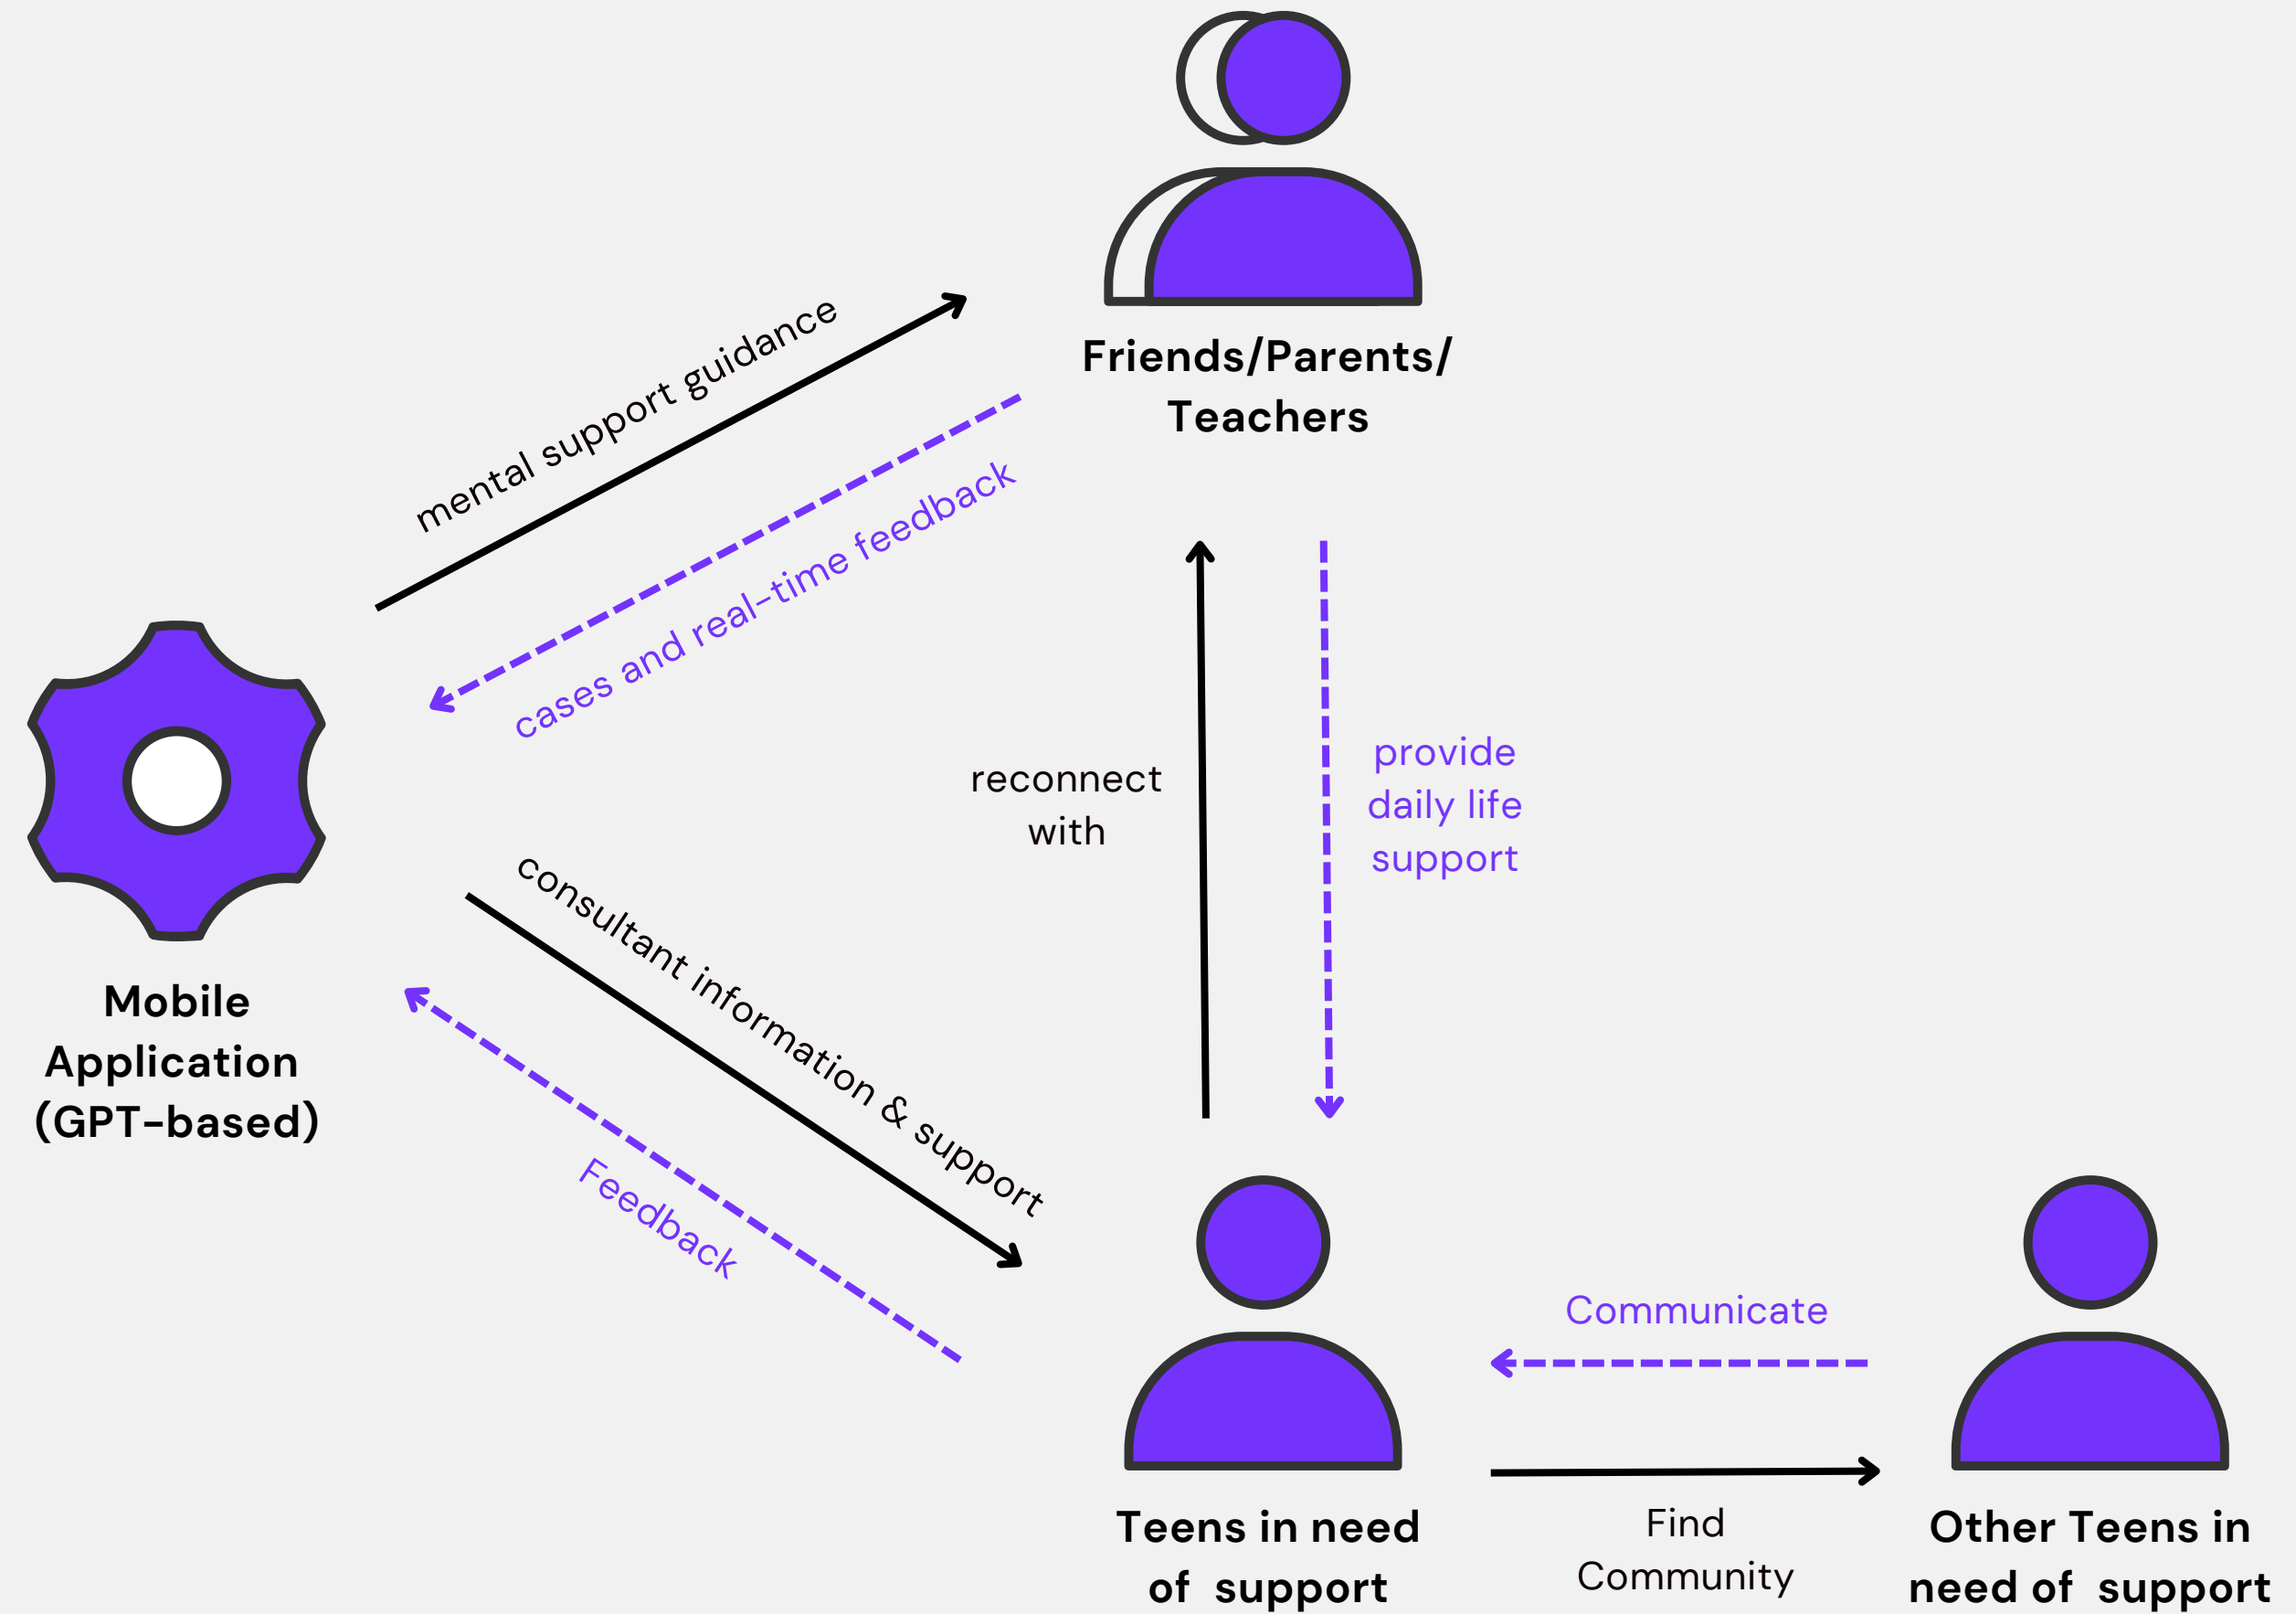 Friends/Parents/
Teachers
mental support guidance
cases and real-time feedback
reconnect
with
provide
daily life
support
Mobile
Application
(GPT-based)
consultant information & support
Feedback
Communicate
Find
Community
Teens in need
of support
Other Teens in
need of support